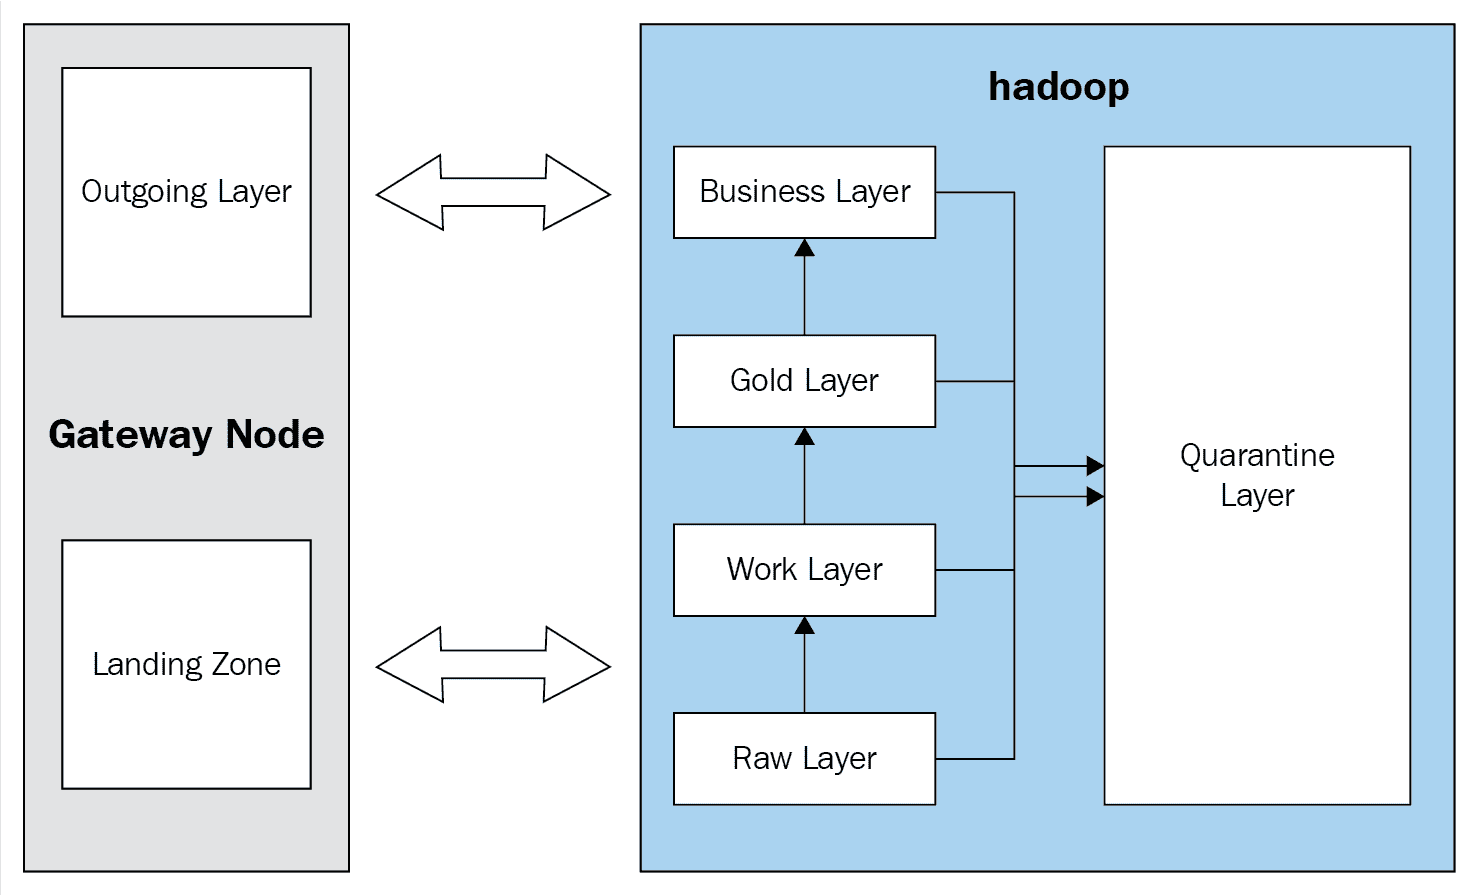 Outgoing Layer
Gateway Node
Landing Zone
hadoop
Business Layer
Gold Layer
Work Layer
Raw Layer
Quarantine
Layer